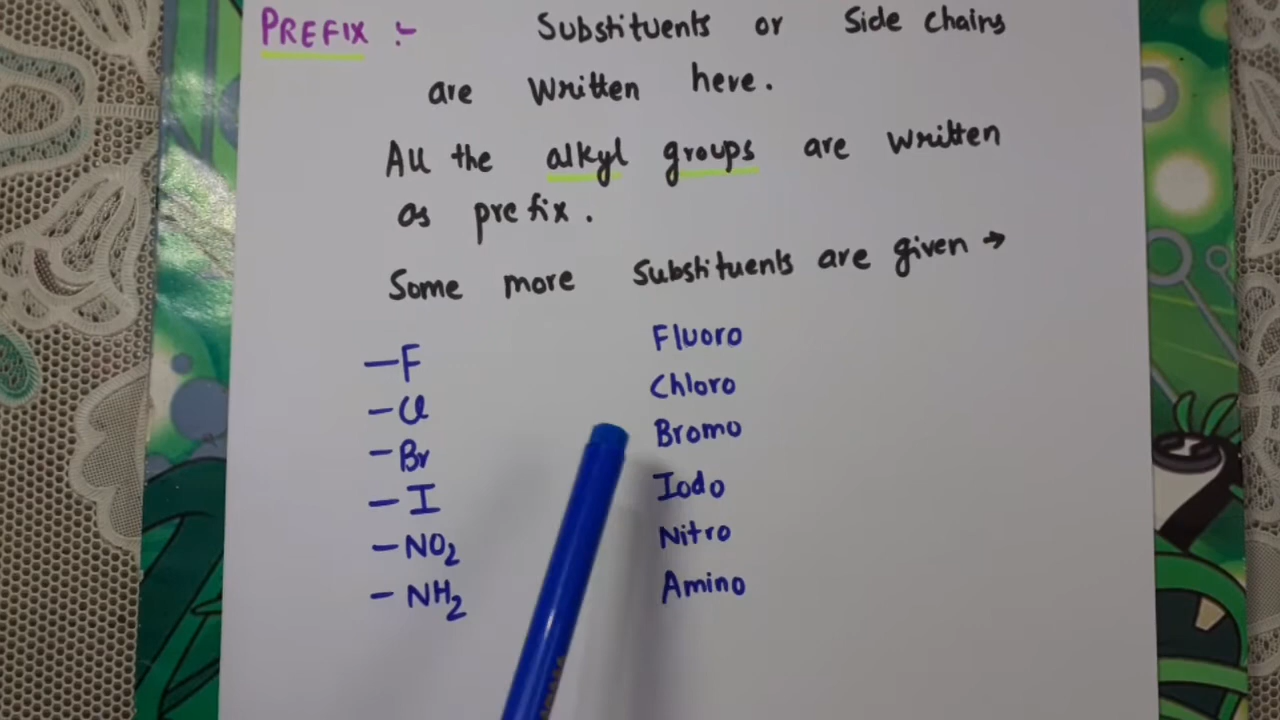 PREFIX :- Substituents or Side chains
are Written here.
All the alkyl groups are written
as prefix.
Some more Substituents are given →
—F Fluoro
—Cl Chloro
—Br Bromo
—I Iodo
—NO₂ Nitro
—NH₂ Amino